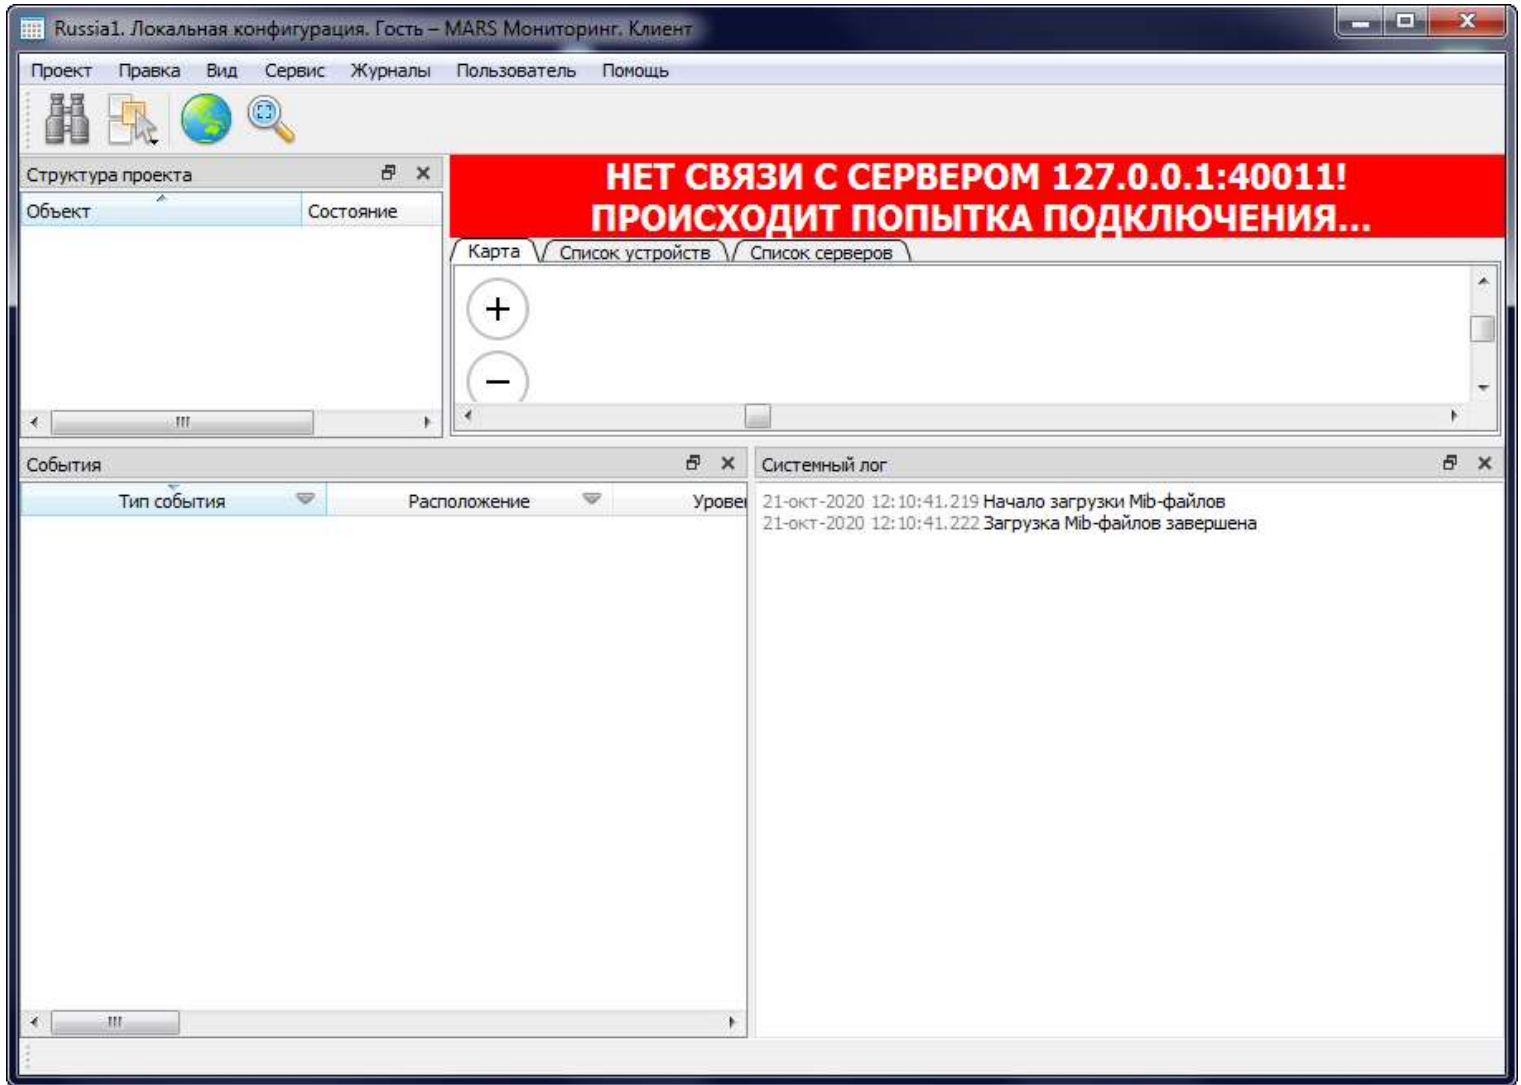 Russia1. Локальная конфигурация. Гость – MARS Мониторинг. Клиент
Проект Правка Вид Сервис Журналы Пользователь Помощь
Структура проекта
Объект Состояние
НЕТ СВЯЗИ С СЕРВЕРОМ 127.0.0.1:40011!
ПРОИСХОДИТ ПОПЫТКА ПОДКЛЮЧЕНИЯ...
Карта Список устройств Список серверов
+
−
События
Тип события Расположение Уровен
Системный лог
21-окт-2020 12:10:41.219 Начало загрузки Mib-файлов
21-окт-2020 12:10:41.222 Загрузка Mib-файлов завершена